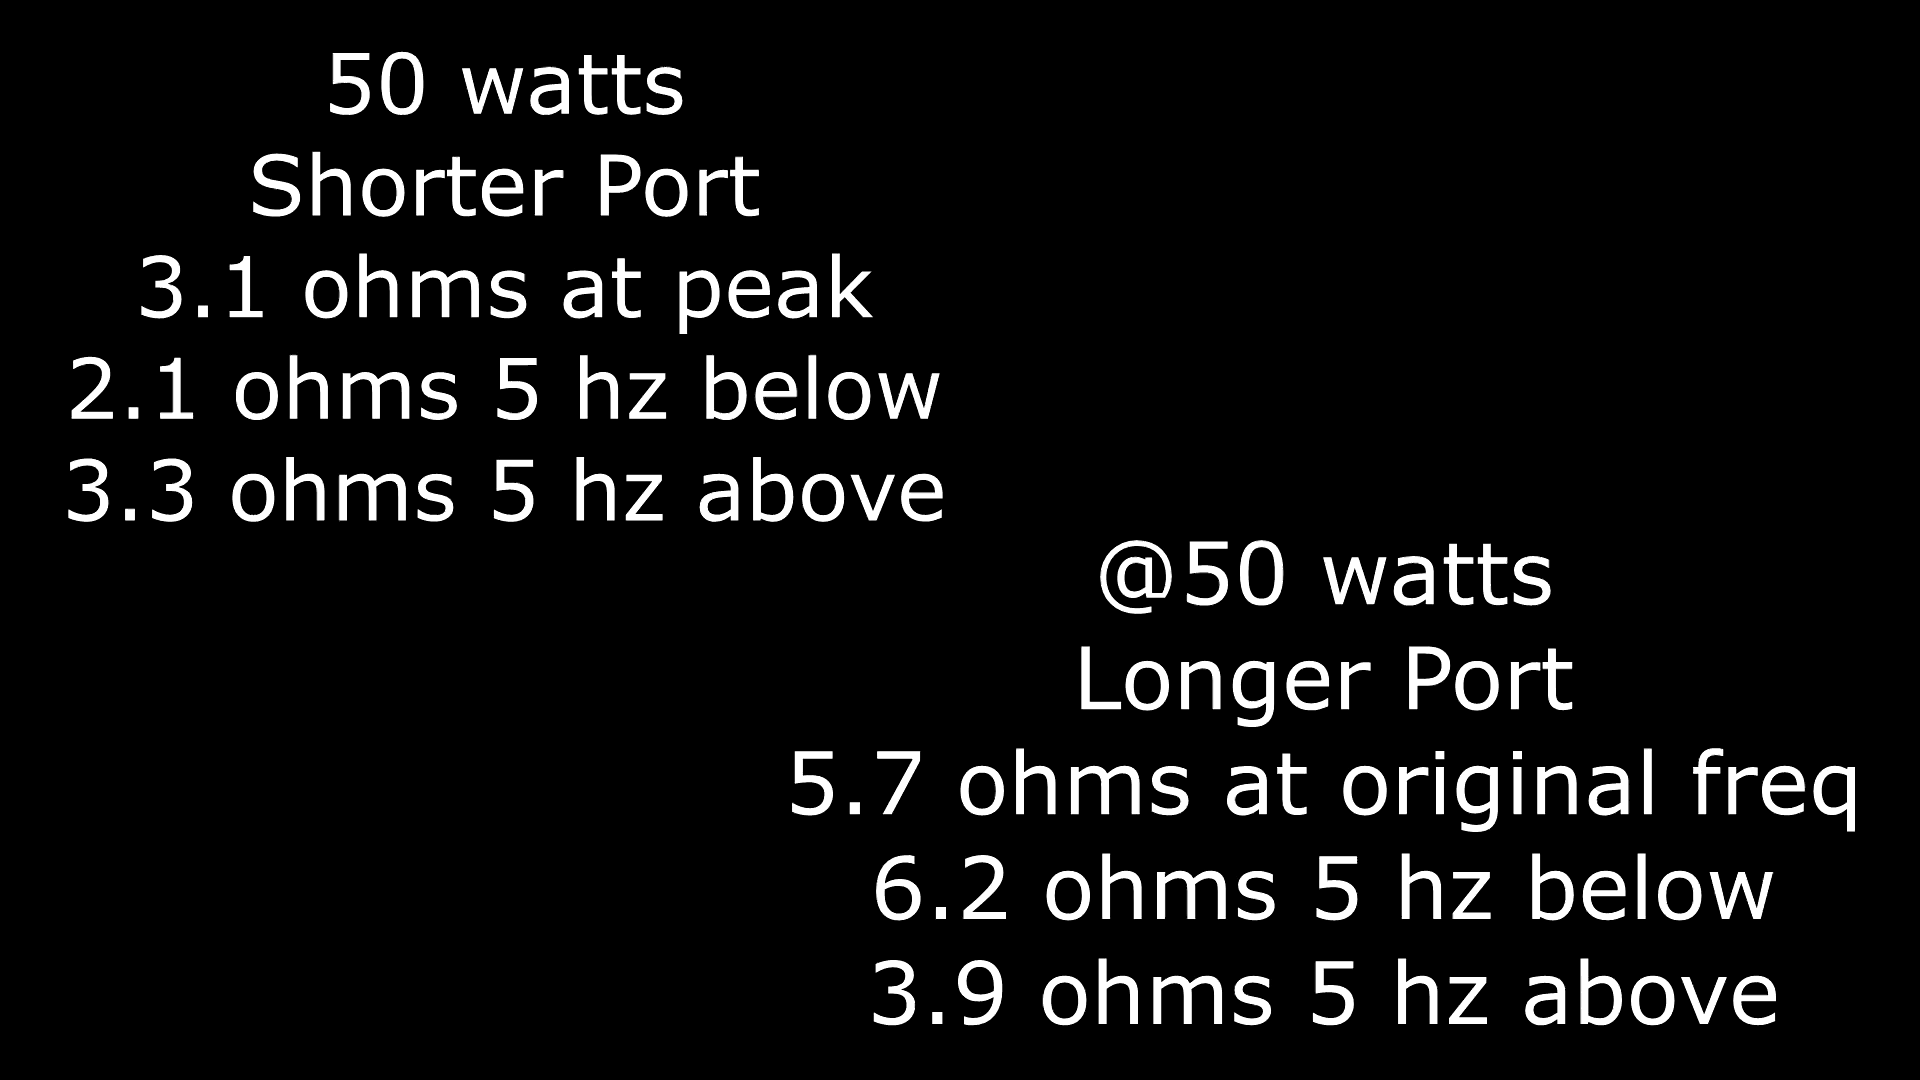 50 watts
Shorter Port
3.1 ohms at peak
2.1 ohms 5 hz below
3.3 ohms 5 hz above
@50 watts
Longer Port
5.7 ohms at original freq
6.2 ohms 5 hz below
3.9 ohms 5 hz above